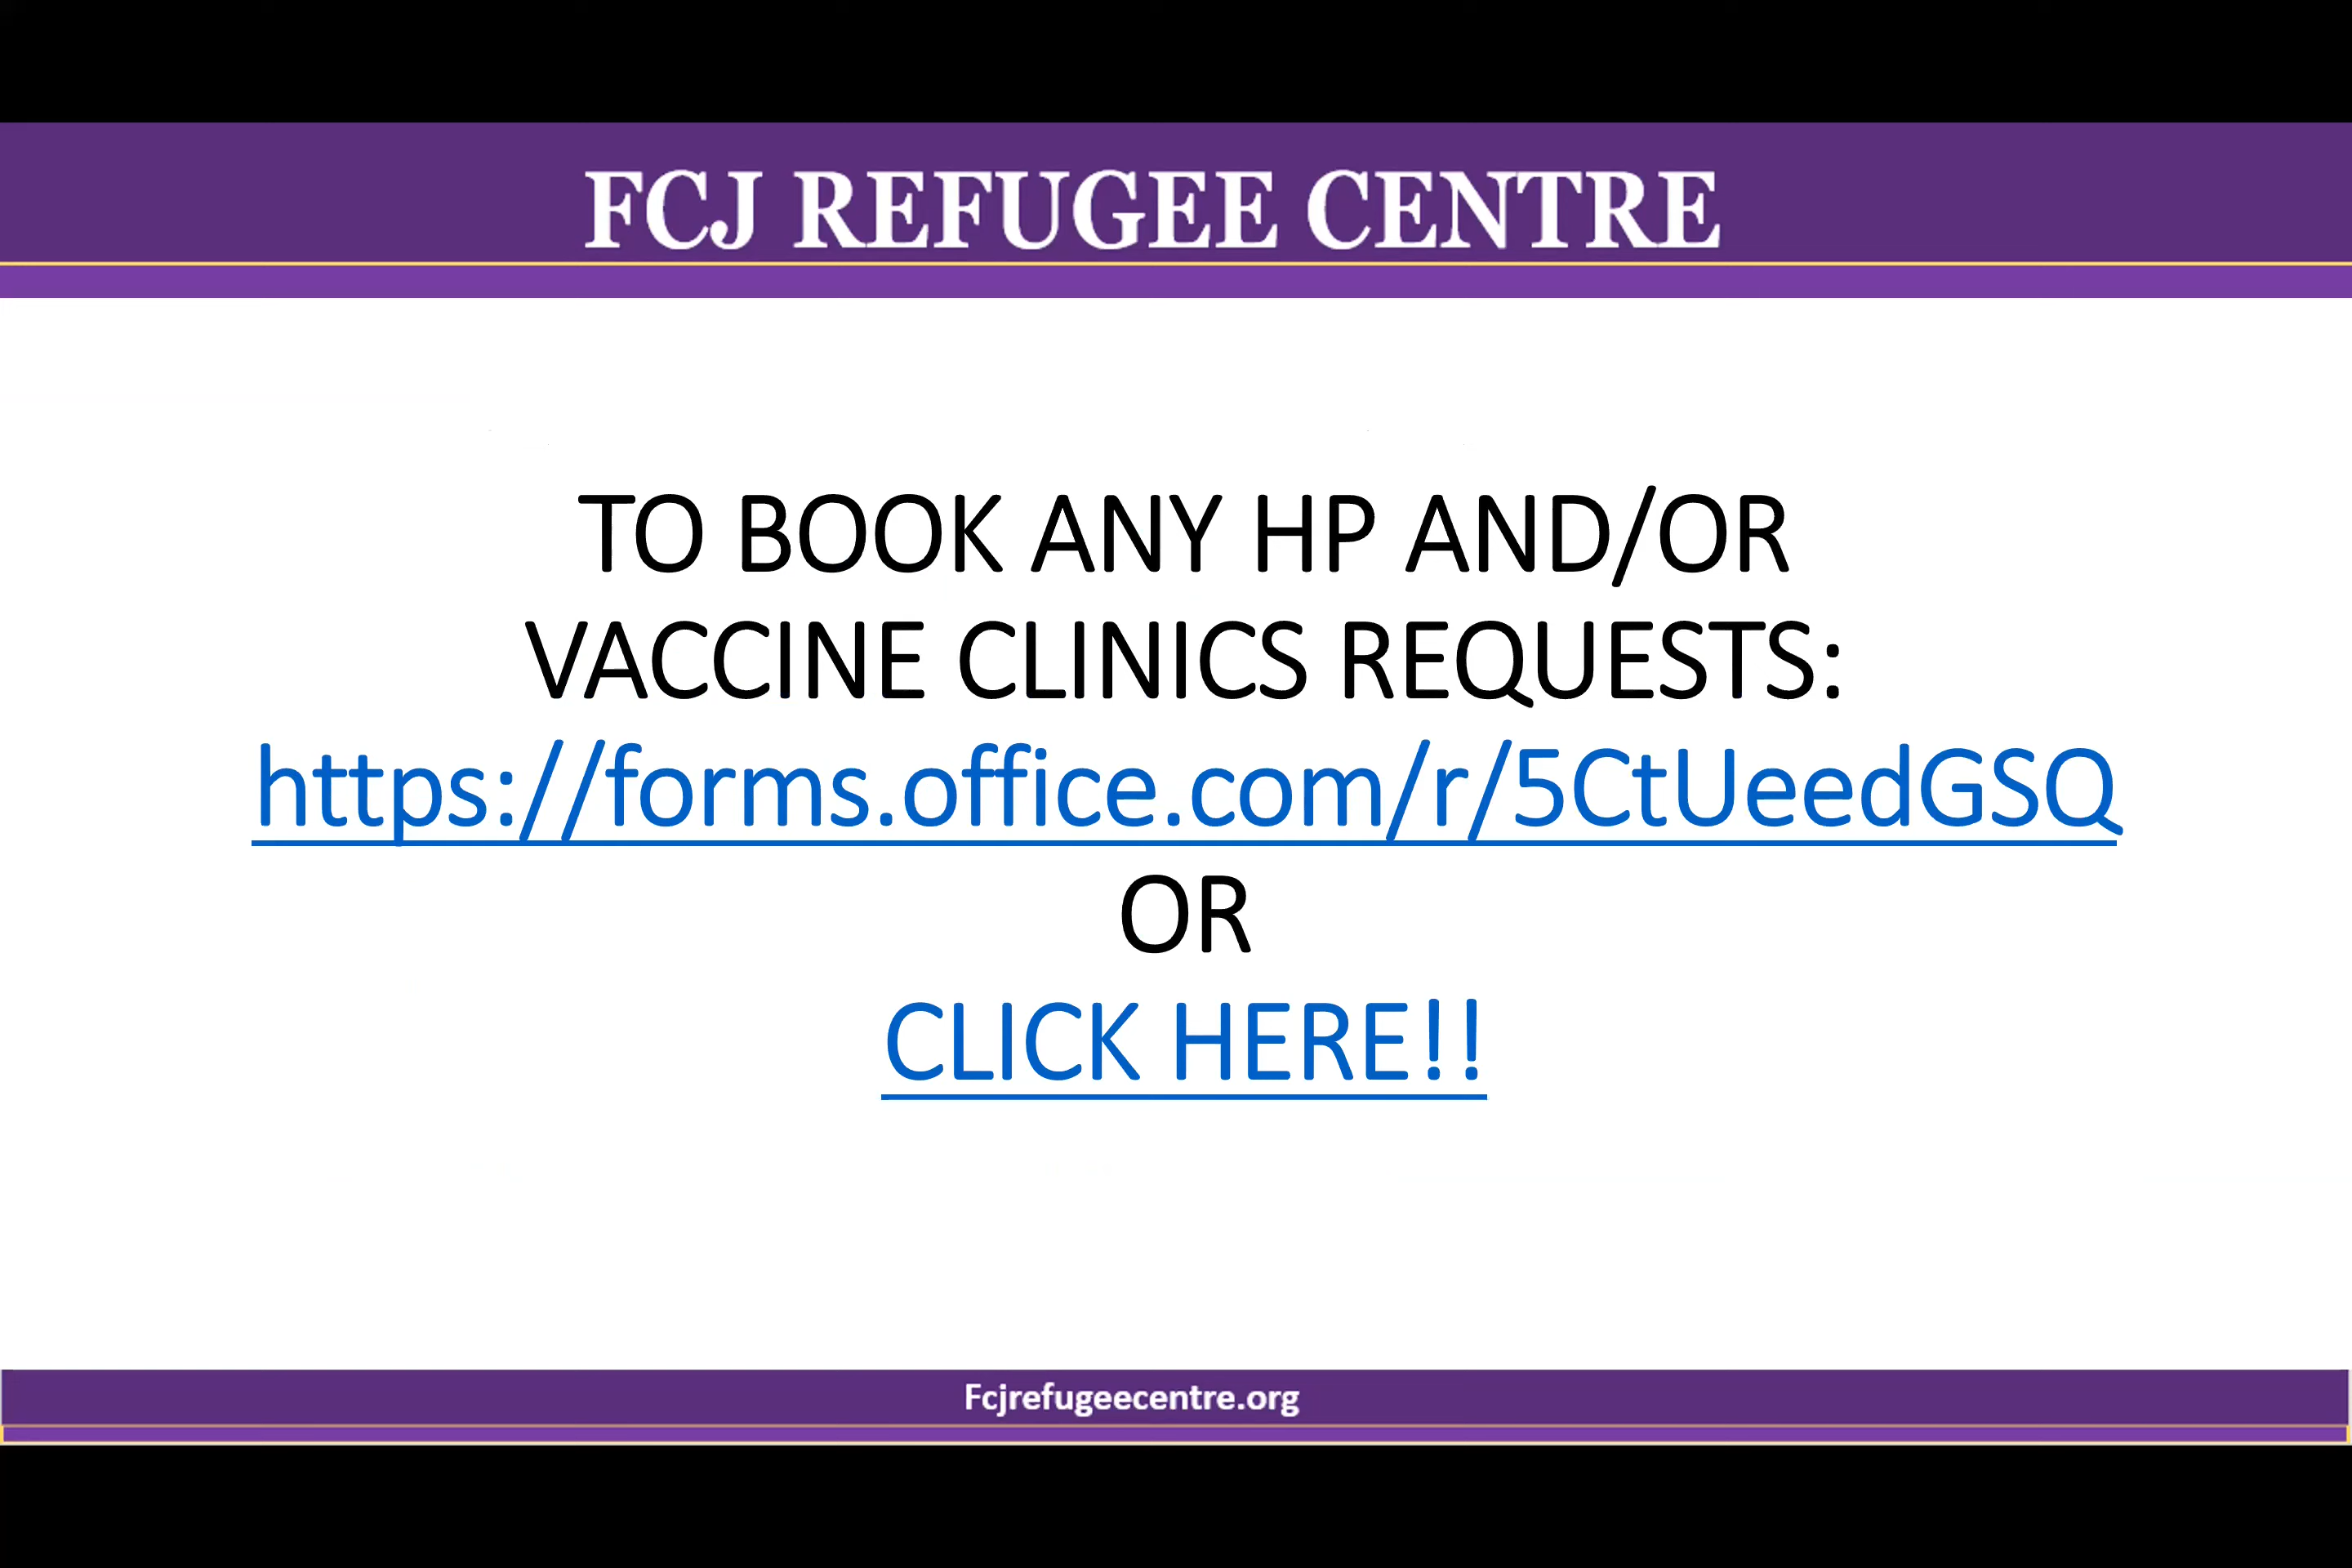 FCJ REFUGEE CENTRE
TO BOOK ANY HP AND/OR
VACCINE CLINICS REQUESTS:
https://forms.office.com/r/5CtUeedGSQ
OR
CLICK HERE!!
Fcjrefugeecentre.org